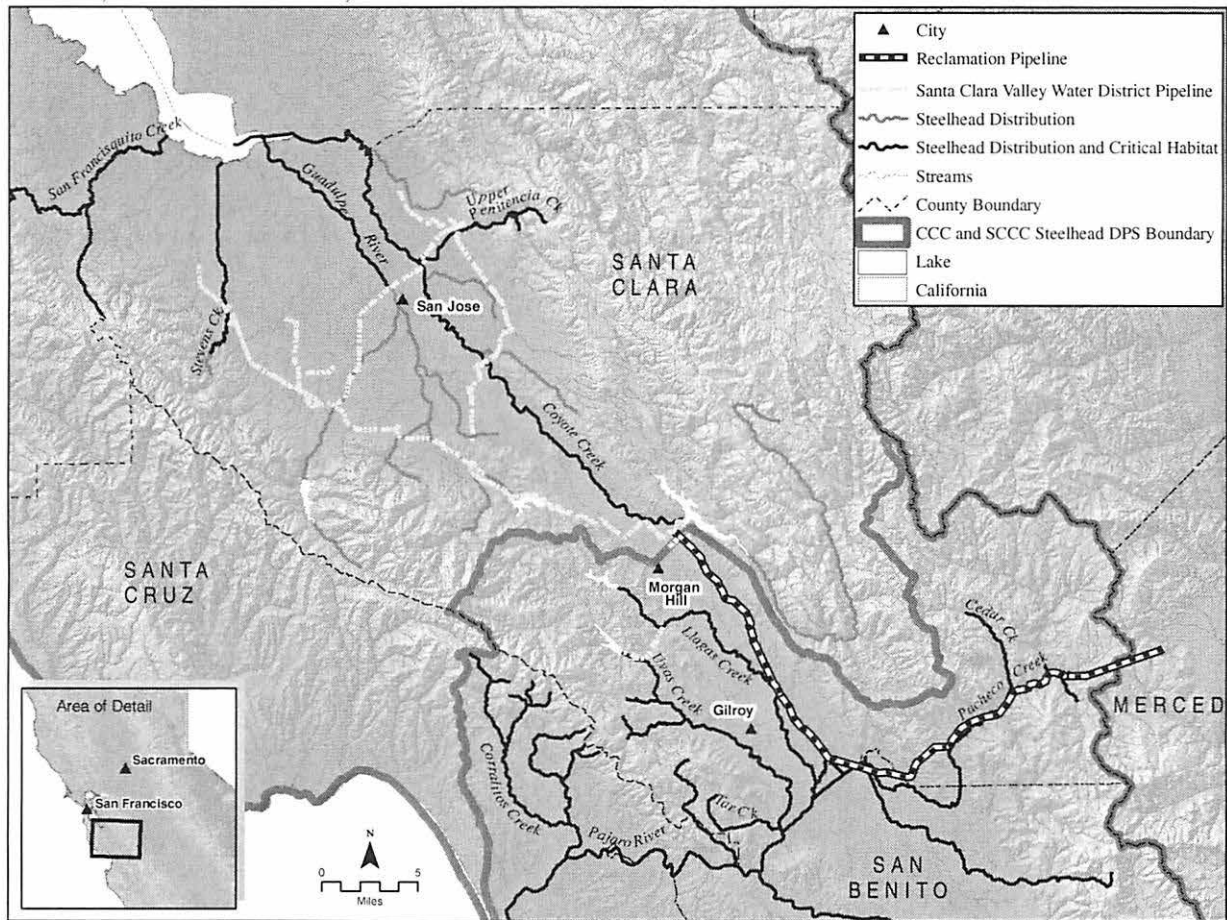 City
Reclamation Pipeline
Santa Clara Valley Water District Pipeline
Steelhead Distribution
Steelhead Distribution and Critical Habitat
Streams
County Boundary
CCC and SCCC Steelhead DPS Boundary
Lake
California
San Francisquito Creek
Guadulpe
River
Upper
Penitencia Ck
SANTA
CLARA
San Jose
Stevens Ck
Coyote Creek
SANTA
CRUZ
Morgan
Hill
Llagas Creek
Uvas Creek
Gilroy
Cedar Ck
Pacheco Creek
MERCED
Corralitos Creek
Tar Ck
Pajaro River
SAN
BENITO
Area of Detail
Sacramento
San Francisco
N
0 5
Miles